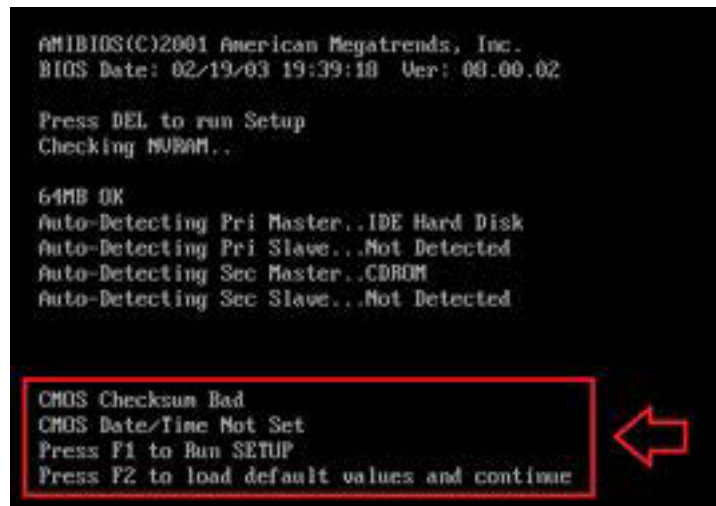 AMIBIOS(C)2001 American Megatrends, Inc.
BIOS Date: 02/19/03 19:39:18 Ver: 08.00.02
Press DEL to run Setup
Checking NVRAM..
64MB OK
Auto-Detecting Pri Master..IDE Hard Disk
Auto-Detecting Pri Slave...Not Detected
Auto-Detecting Sec Master..CDROM
Auto-Detecting Sec Slave...Not Detected
CMOS Checksum Bad
CMOS Date/Time Not Set
Press F1 to Run SETUP
Press F2 to load default values and continue